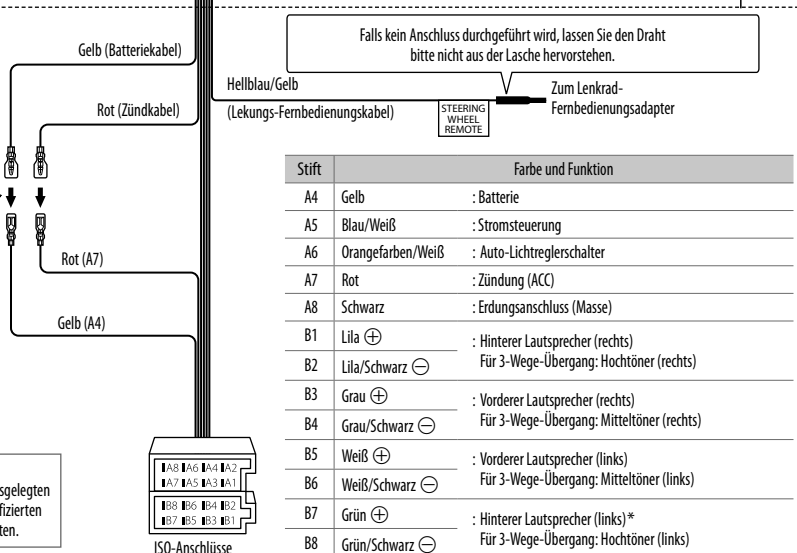 Falls kein Anschluss durchgeführt wird, lassen Sie den Draht
bitte nicht aus der Lasche hervorstehen.
Gelb (Batteriekabel)
Hellblau/Gelb
(Lekungs-Fernbedienungskabel)
STEERING
WHEEL
REMOTE
Zum Lenkrad-
Fernbedienungsadapter
Rot (Zündkabel)
Rot (A7)
Gelb (A4)
Stift Farbe und Funktion
A4 Gelb : Batterie
A5 Blau/Weiß : Stromsteuerung
A6 Orangefarben/Weiß : Auto-Lichtreglerschalter
A7 Rot : Zündung (ACC)
A8 Schwarz : Erdungsanschluss (Masse)
B1 Lila ⊕ : Hinterer Lautsprecher (rechts)
B2 Lila/Schwarz ⊖ Für 3-Wege-Übergang: Hochtöner (rechts)
B3 Grau ⊕ : Vorderer Lautsprecher (rechts)
B4 Grau/Schwarz ⊖ Für 3-Wege-Übergang: Mitteltöner (rechts)
B5 Weiß ⊕ : Vorderer Lautsprecher (links)
B6 Weiß/Schwarz ⊖ Für 3-Wege-Übergang: Mitteltöner (links)
B7 Grün ⊕ : Hinterer Lautsprecher (links)*
B8 Grün/Schwarz ⊖ Für 3-Wege-Übergang: Hochtöner (links)
A8 A6 A4 A2
A7 A5 A3 A1
B8 B6 B4 B2
B7 B5 B3 B1
ISO-Anschlüsse
sgelegten
fizierten
ten.